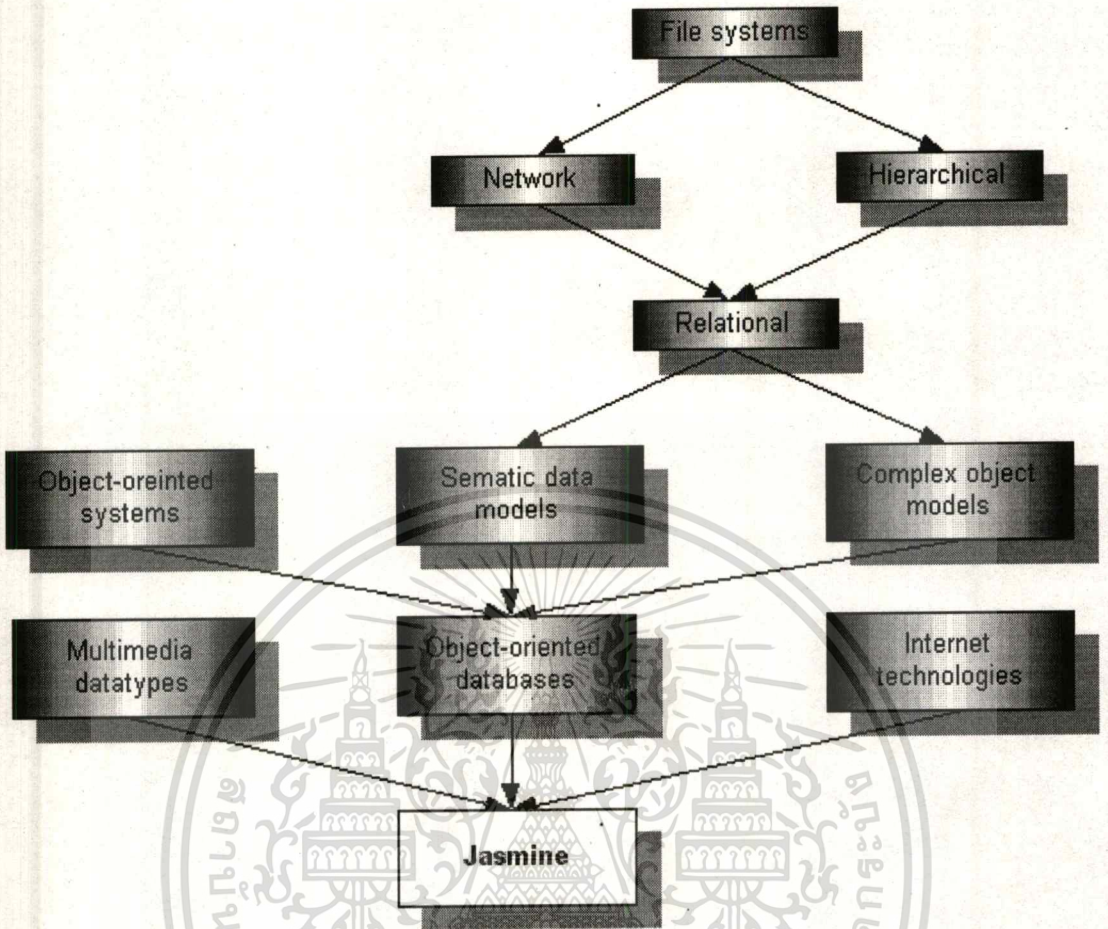 File systems
Network
Hierarchical
Relational
Object-oreinted
systems
Sematic data
models
Complex object
models
Multimedia
datatypes
Object-oriented
databases
Internet
technologies
Jasmine